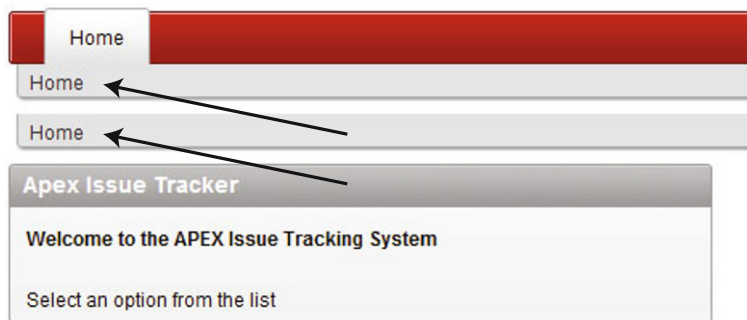 Home
Home
Home
Apex Issue Tracker
Welcome to the APEX Issue Tracking System
Select an option from the list